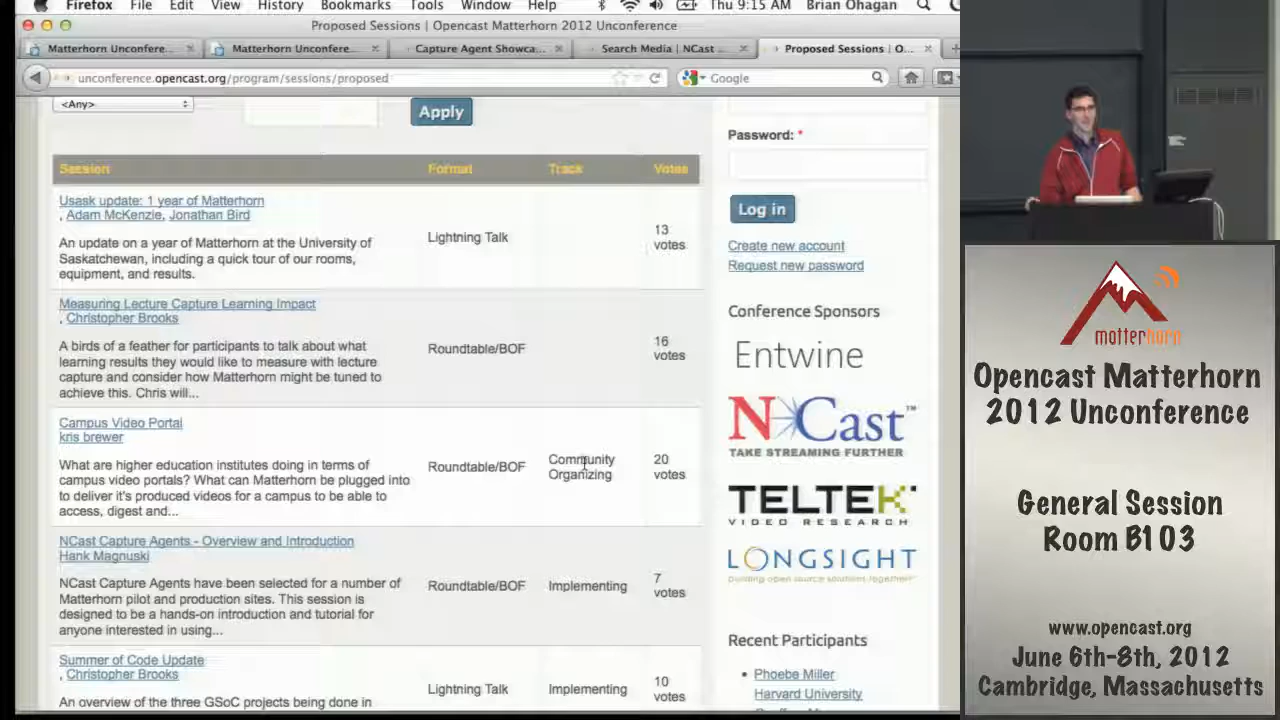 Firefox File Edit View History Bookmarks Tools Window Help Thu 9:15 AM Brian Ohagan
Proposed Sessions | Opencast Matterhorn 2012 Unconference
Matterhorn Unconfere... Matterhorn Unconfere... Capture Agent Showca... Search Media | NCast ... Proposed Sessions | O...
unconference.opencast.org/program/sessions/proposed Google
<Any> Apply
Password: *
Session Format Track Votes
Usask update: 1 year of Matterhorn
, Adam McKenzie, Jonathan Bird
An update on a year of Matterhorn at the University of
Saskatchewan, including a quick tour of our rooms,
equipment, and results.
Lightning Talk
13
votes
Measuring Lecture Capture Learning Impact
, Christopher Brooks
A birds of a feather for participants to talk about what
learning results they would like to measure with lecture
capture and consider how Matterhorn might be tuned to
achieve this. Chris will...
Roundtable/BOF
16
votes
Campus Video Portal
kris brewer
What are higher education institutes doing in terms of
campus video portals? What can Matterhorn be plugged into
to deliver it's produced videos for a campus to be able to
access, digest and...
Roundtable/BOF
Community
Organizing
20
votes
NCast Capture Agents - Overview and Introduction
Hank Magnuski
NCast Capture Agents have been selected for a number of
Matterhorn pilot and production sites. This session is
designed to be a hands-on introduction and tutorial for
anyone interested in using...
Roundtable/BOF
Implementing
7
votes
Summer of Code Update
, Christopher Brooks
An overview of the three GSoC projects being done in
Lightning Talk
Implementing
10
votes
Log in
Create new account
Request new password
Conference Sponsors
Entwine
NCast™
TAKE STREAMING FURTHER
TELTEK
VIDEO RESEARCH
LONGSIGHT
building open source solutions together
Recent Participants
Phoebe Miller
Harvard University
matterhorn
Opencast Matterhorn
2012 Unconference
General Session
Room B103
www.opencast.org
June 6th-8th, 2012
Cambridge, Massachusetts